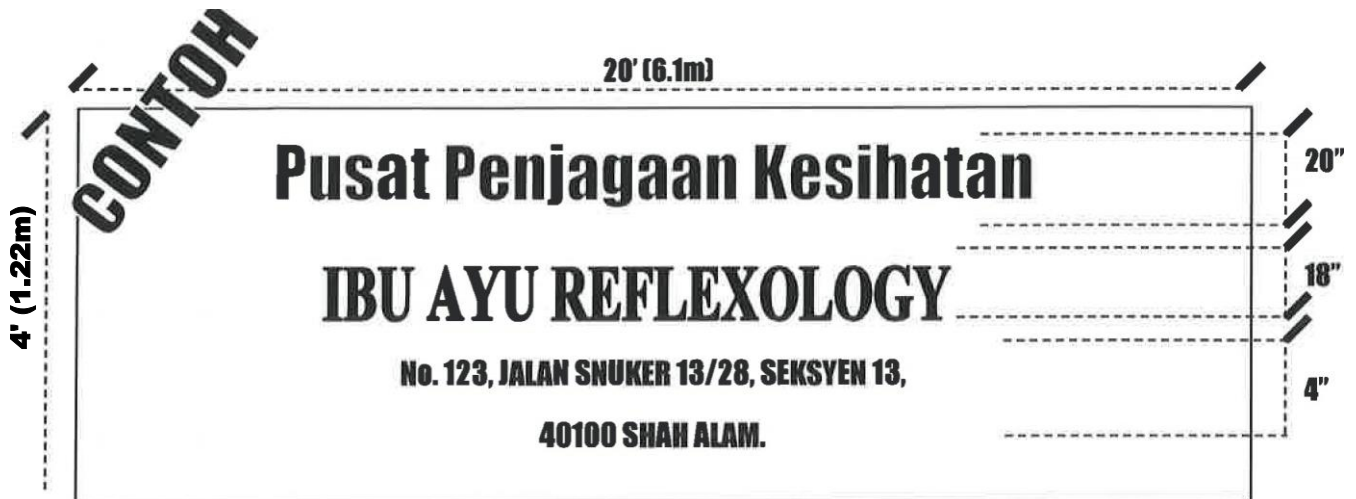 CONTOH
20' (6.1m)
4' (1.22m)
Pusat Penjagaan Kesihatan
20”
IBU AYU REFLEXOLOGY
18”
No. 123, JALAN SNUKER 13/28, SEKSYEN 13,
4”
40100 SHAH ALAM.